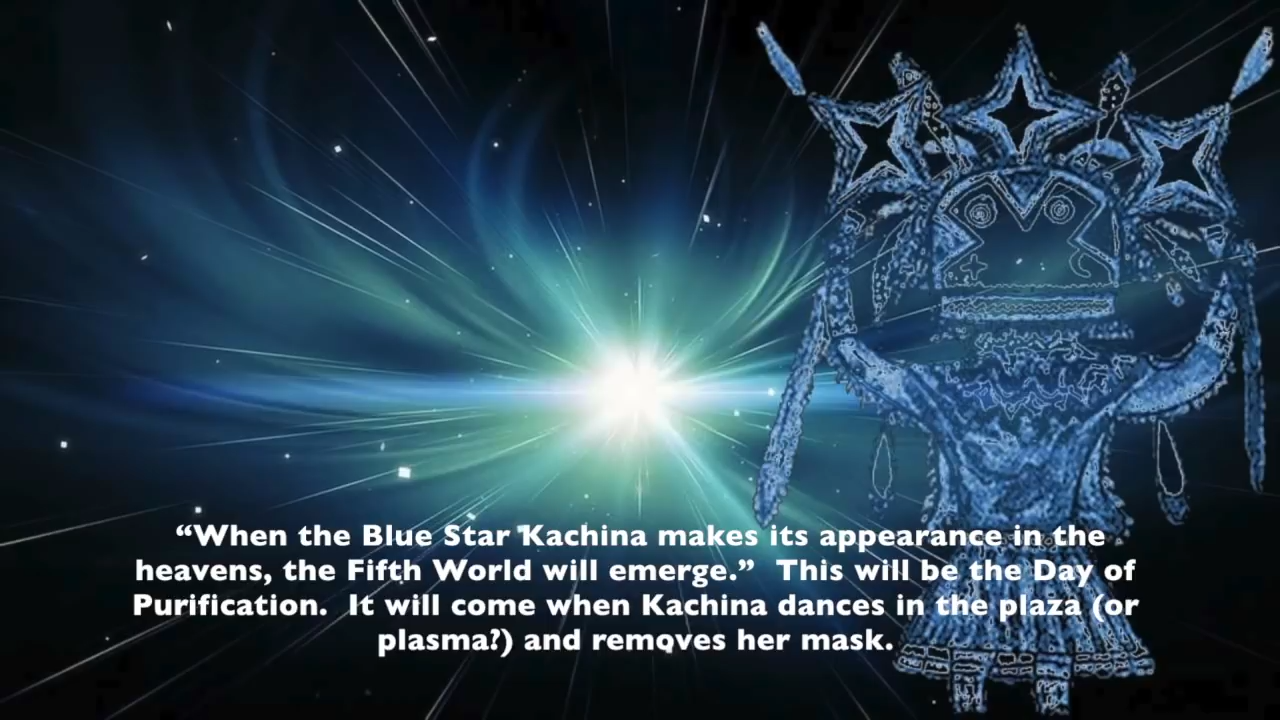 “When the Blue Star Kachina makes its appearance in the
heavens, the Fifth World will emerge.”  This will be the Day of
Purification.  It will come when Kachina dances in the plaza (or
plasma?) and removes her mask.